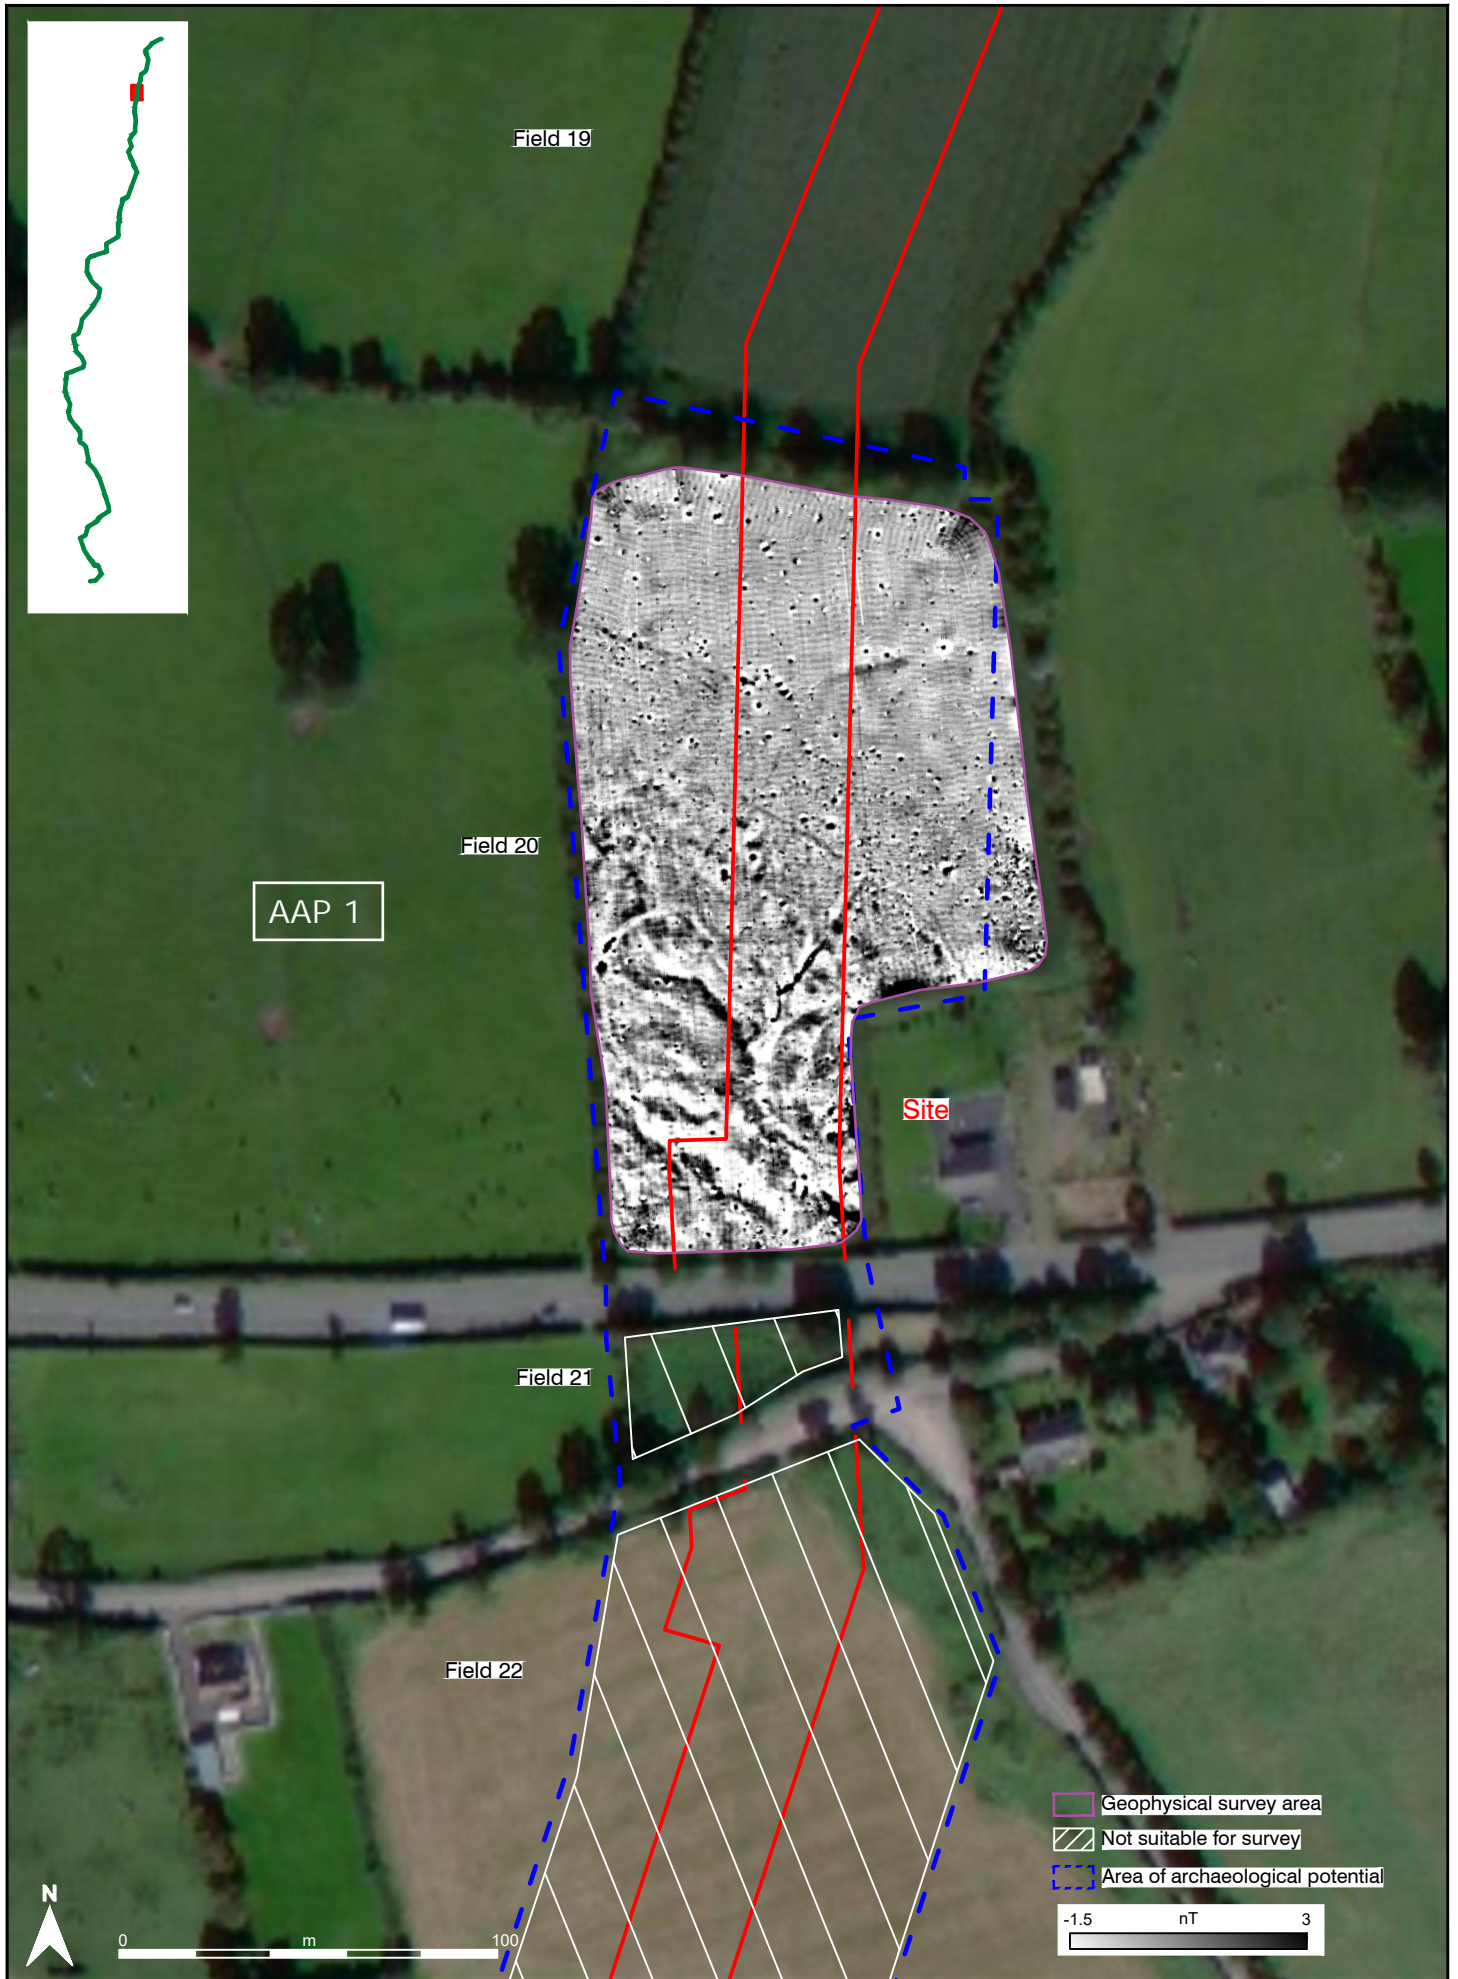 Field 19
Field 20
AAP 1
Site
Field 21
Field 22
Geophysical survey area
Not suitable for survey
Area of archaeological potential
N
0 m 100
-1.5 nT 3